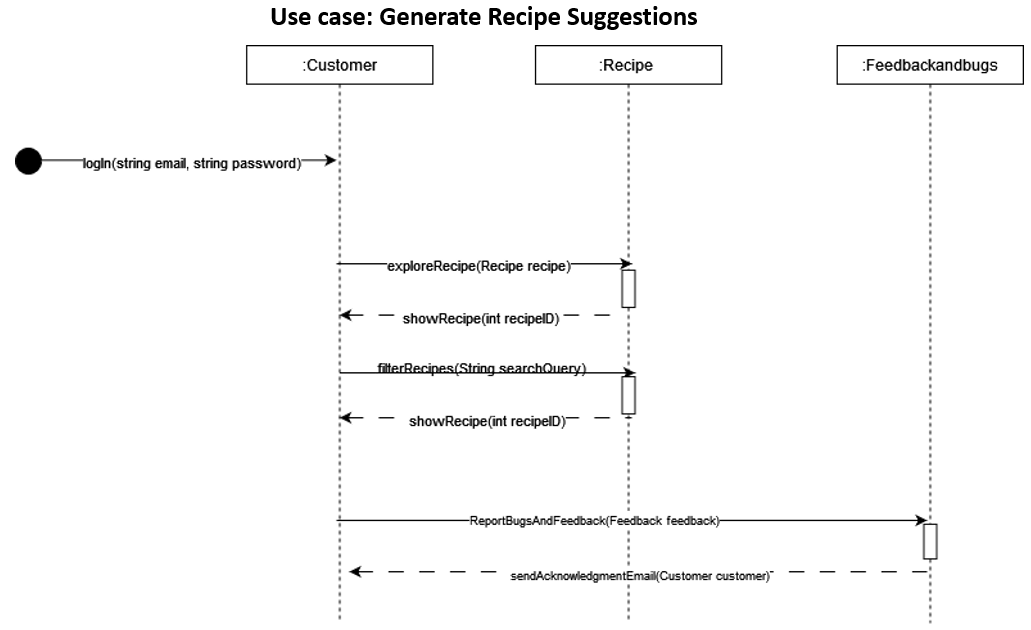 Use case: Generate Recipe Suggestions
:Customer
:Recipe
:Feedbackandbugs
logIn(string email, string password)
exploreRecipe(Recipe recipe)
showRecipe(int recipeID)
filterRecipes(String searchQuery)
showRecipe(int recipeID)
ReportBugsAndFeedback(Feedback feedback)
sendAcknowledgmentEmail(Customer customer)